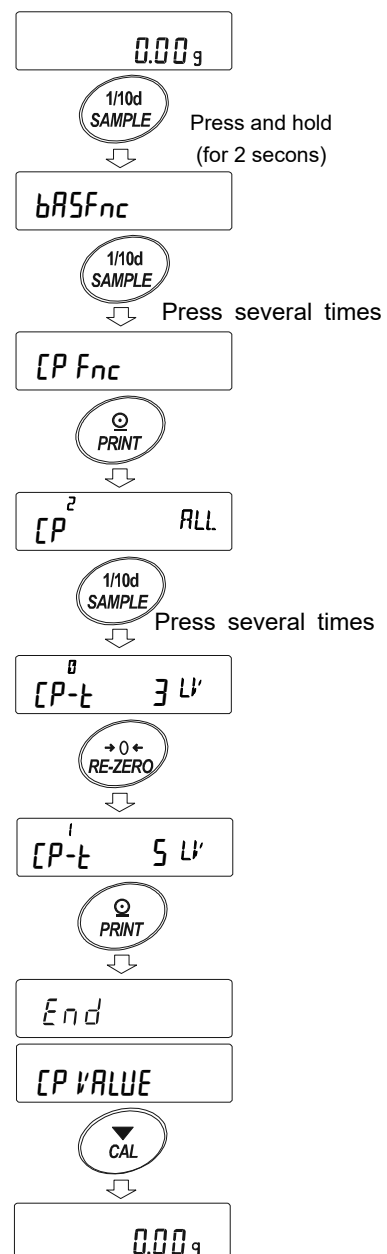 0.00 g
1/10d
SAMPLE
Press and hold
(for 2 secons)
bASFnc
1/10d
SAMPLE
Press several times
CP Fnc
PRINT
2
CP ALL
1/10d
SAMPLE
Press several times
0
CP-t 3 LV
→0←
RE-ZERO
1
CP-t 5 LV
PRINT
End
CP VALUE
CAL
0.00 g